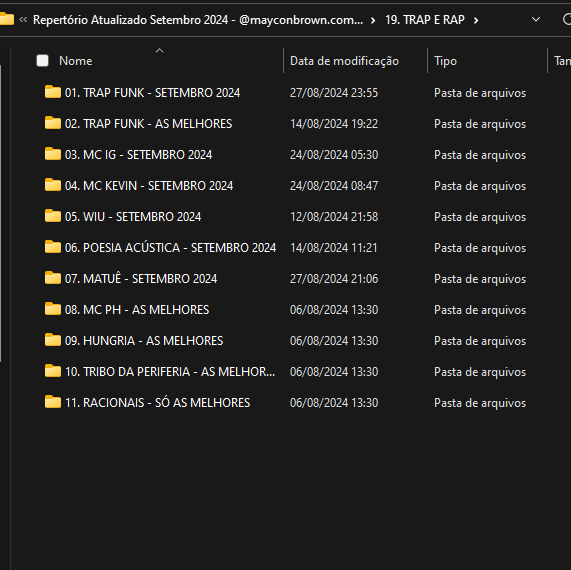 Repertório Atualizado Setembro 2024 - @mayconbrown.com... > 19. TRAP E RAP >
Nome Data de modificação Tipo Tan
01. TRAP FUNK - SETEMBRO 2024 27/08/2024 23:55 Pasta de arquivos
02. TRAP FUNK - AS MELHORES 14/08/2024 19:22 Pasta de arquivos
03. MC IG - SETEMBRO 2024 24/08/2024 05:30 Pasta de arquivos
04. MC KEVIN - SETEMBRO 2024 24/08/2024 08:47 Pasta de arquivos
05. WIU - SETEMBRO 2024 12/08/2024 21:58 Pasta de arquivos
06. POESIA ACÚSTICA - SETEMBRO 2024 14/08/2024 11:21 Pasta de arquivos
07. MATUÊ - SETEMBRO 2024 27/08/2024 21:06 Pasta de arquivos
08. MC PH - AS MELHORES 06/08/2024 13:30 Pasta de arquivos
09. HUNGRIA - AS MELHORES 06/08/2024 13:30 Pasta de arquivos
10. TRIBO DA PERIFERIA - AS MELHOR... 06/08/2024 13:30 Pasta de arquivos
11. RACIONAIS - SÓ AS MELHORES 06/08/2024 13:30 Pasta de arquivos